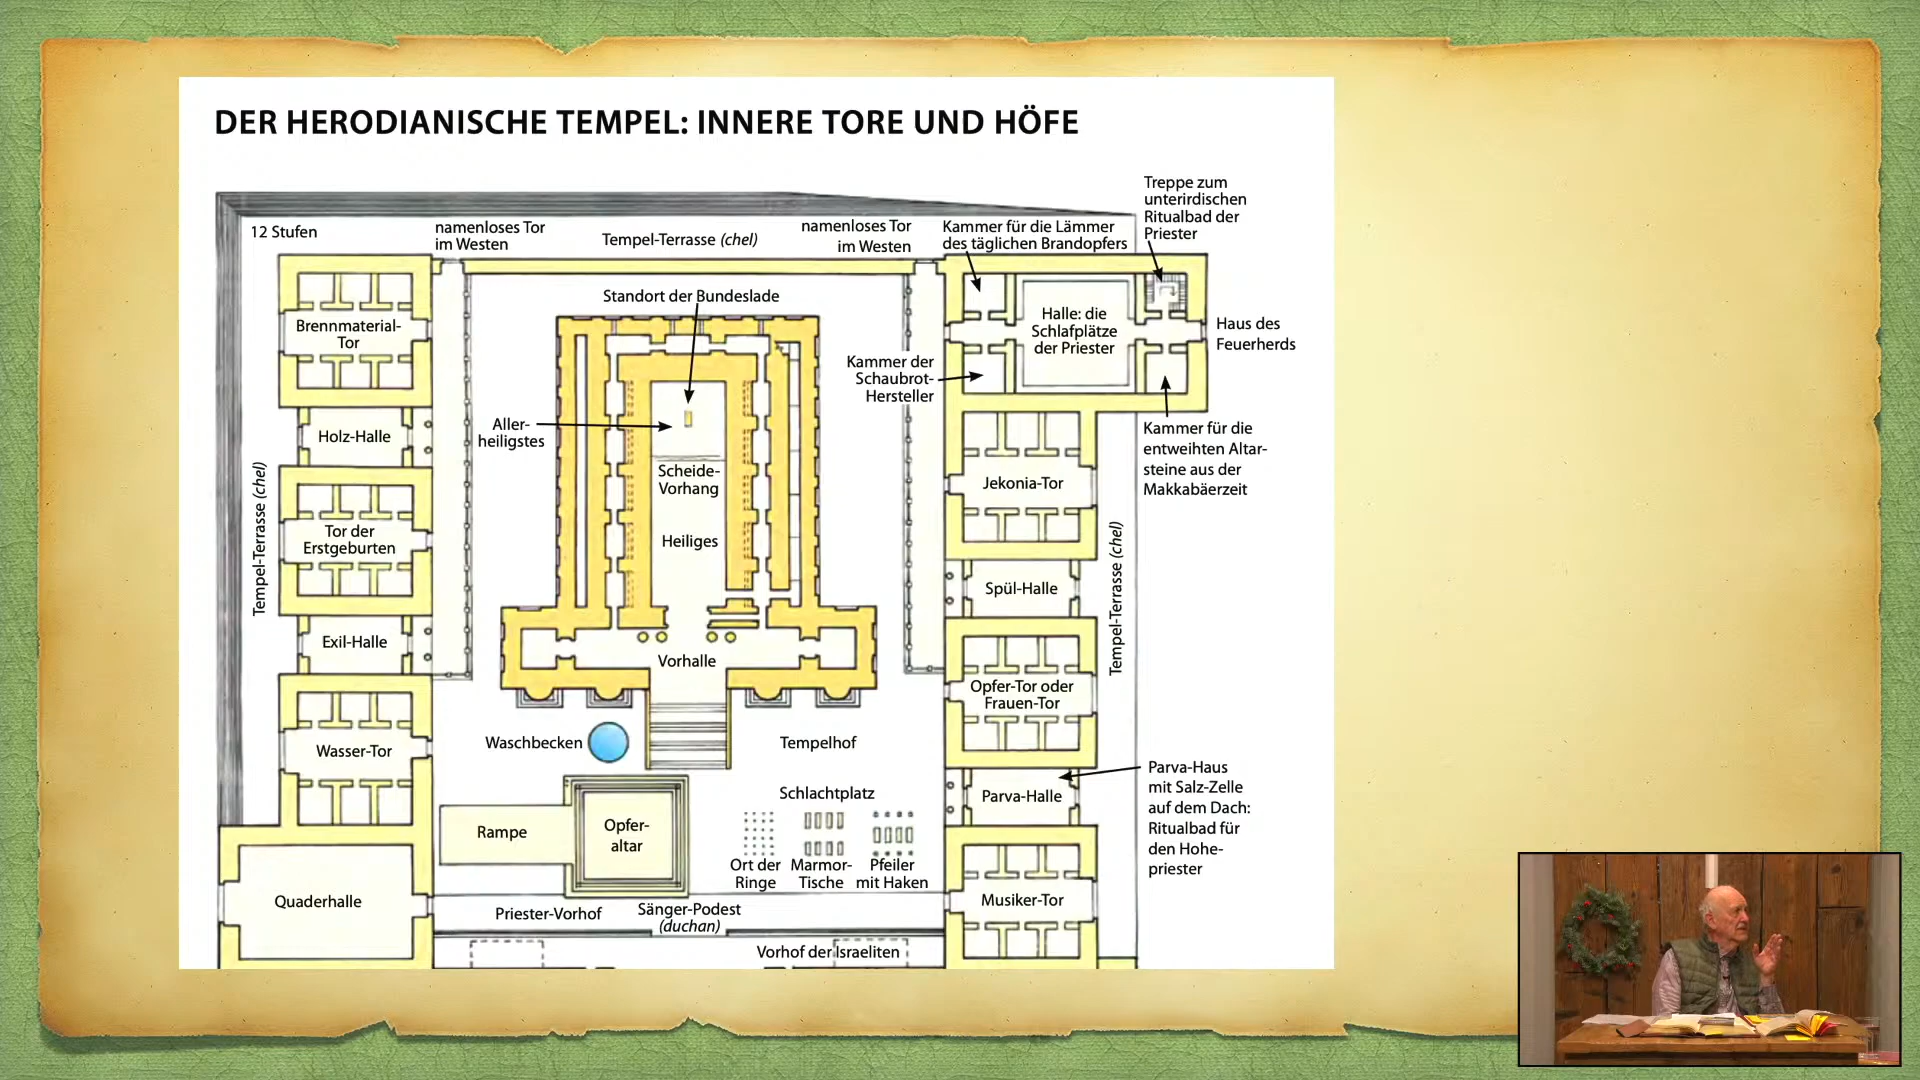 DER HERODIANISCHE TEMPEL: INNERE TORE UND HÖFE
Treppe zum
unterirdischen
Ritualbad der
Priester
12 Stufen
namenloses Tor
im Westen
Tempel-Terrasse (chel)
namenloses Tor
im Westen
Kammer für die Lämmer
des täglichen Brandopfers
Standort der Bundeslade
Brennmaterial-
Tor
Halle: die
Schlafplätze
der Priester
Haus des
Feuerherds
Kammer der
Schaubrot-
Hersteller
Aller-
heiligstes
Holz-Halle
Kammer für die
entweihten Altar-
steine aus der
Makkabäerzeit
Scheide-
Vorhang
Jekonia-Tor
Tempel-Terrasse (chel)
Tor der
Erstgeburten
Heiliges
Spül-Halle
Tempel-Terrasse (chel)
Exil-Halle
Vorhalle
Opfer-Tor oder
Frauen-Tor
Wasser-Tor
Waschbecken
Tempelhof
Parva-Haus
mit Salz-Zelle
auf dem Dach:
Ritualbad für
den Hohe-
priester
Parva-Halle
Schlachtplatz
Rampe
Opfer-
altar
Ort der
Ringe
Marmor-
Tische
Pfeiler
mit Haken
Quaderhalle
Musiker-Tor
Priester-Vorhof
Sänger-Podest
(duchan)
Vorhof der Israeliten